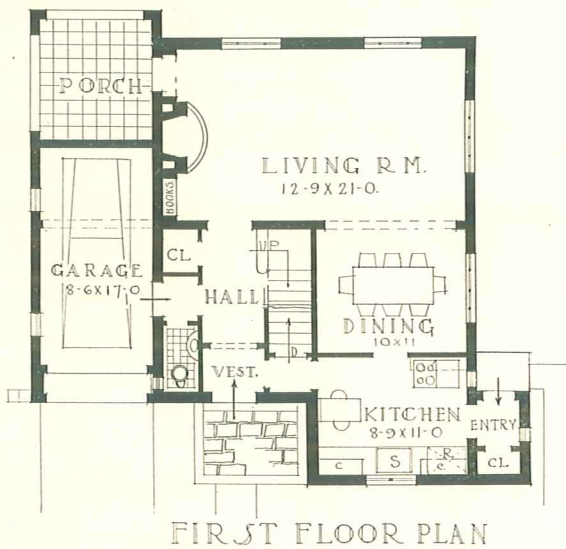 PORCH
LIVING RM.
12-9 X 21-0.
BOOKS
CL
UP
GARAGE
8-6 X 17-0
HALL
DINING
10 X 11
D
VEST.
KITCHEN
8-9 X 11-0
ENTRY
R.
C
S
C.
CL
FIRST FLOOR PLAN